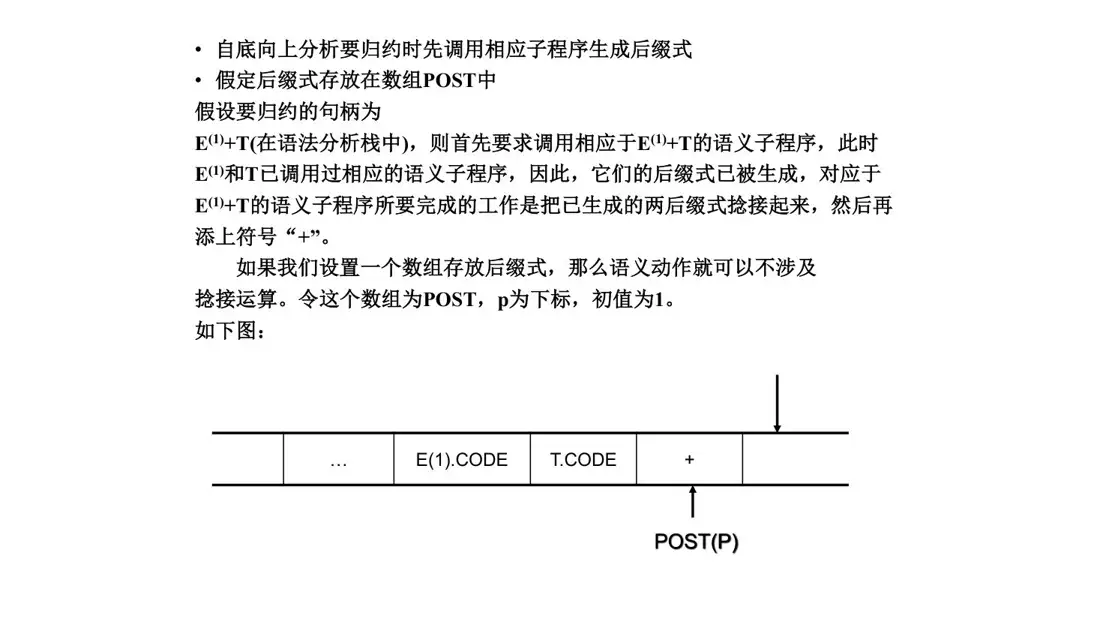 • 自底向上分析要归约时先调用相应子程序生成后缀式
• 假定后缀式存放在数组POST中
假设要归约的句柄为
E⁽¹⁾+T(在语法分析栈中)，则首先要求调用相应于E⁽¹⁾+T的语义子程序，此时
E⁽¹⁾和T已调用过相应的语义子程序，因此，它们的后缀式已被生成，对应于
E⁽¹⁾+T的语义子程序所要完成的工作是把已生成的两后缀式捻接起来，然后再
添上符号“+”。
如果我们设置一个数组存放后缀式，那么语义动作就可以不涉及
捻接运算。令这个数组为POST，p为下标，初值为1。
如下图：
… E(1).CODE T.CODE +
POST(P)